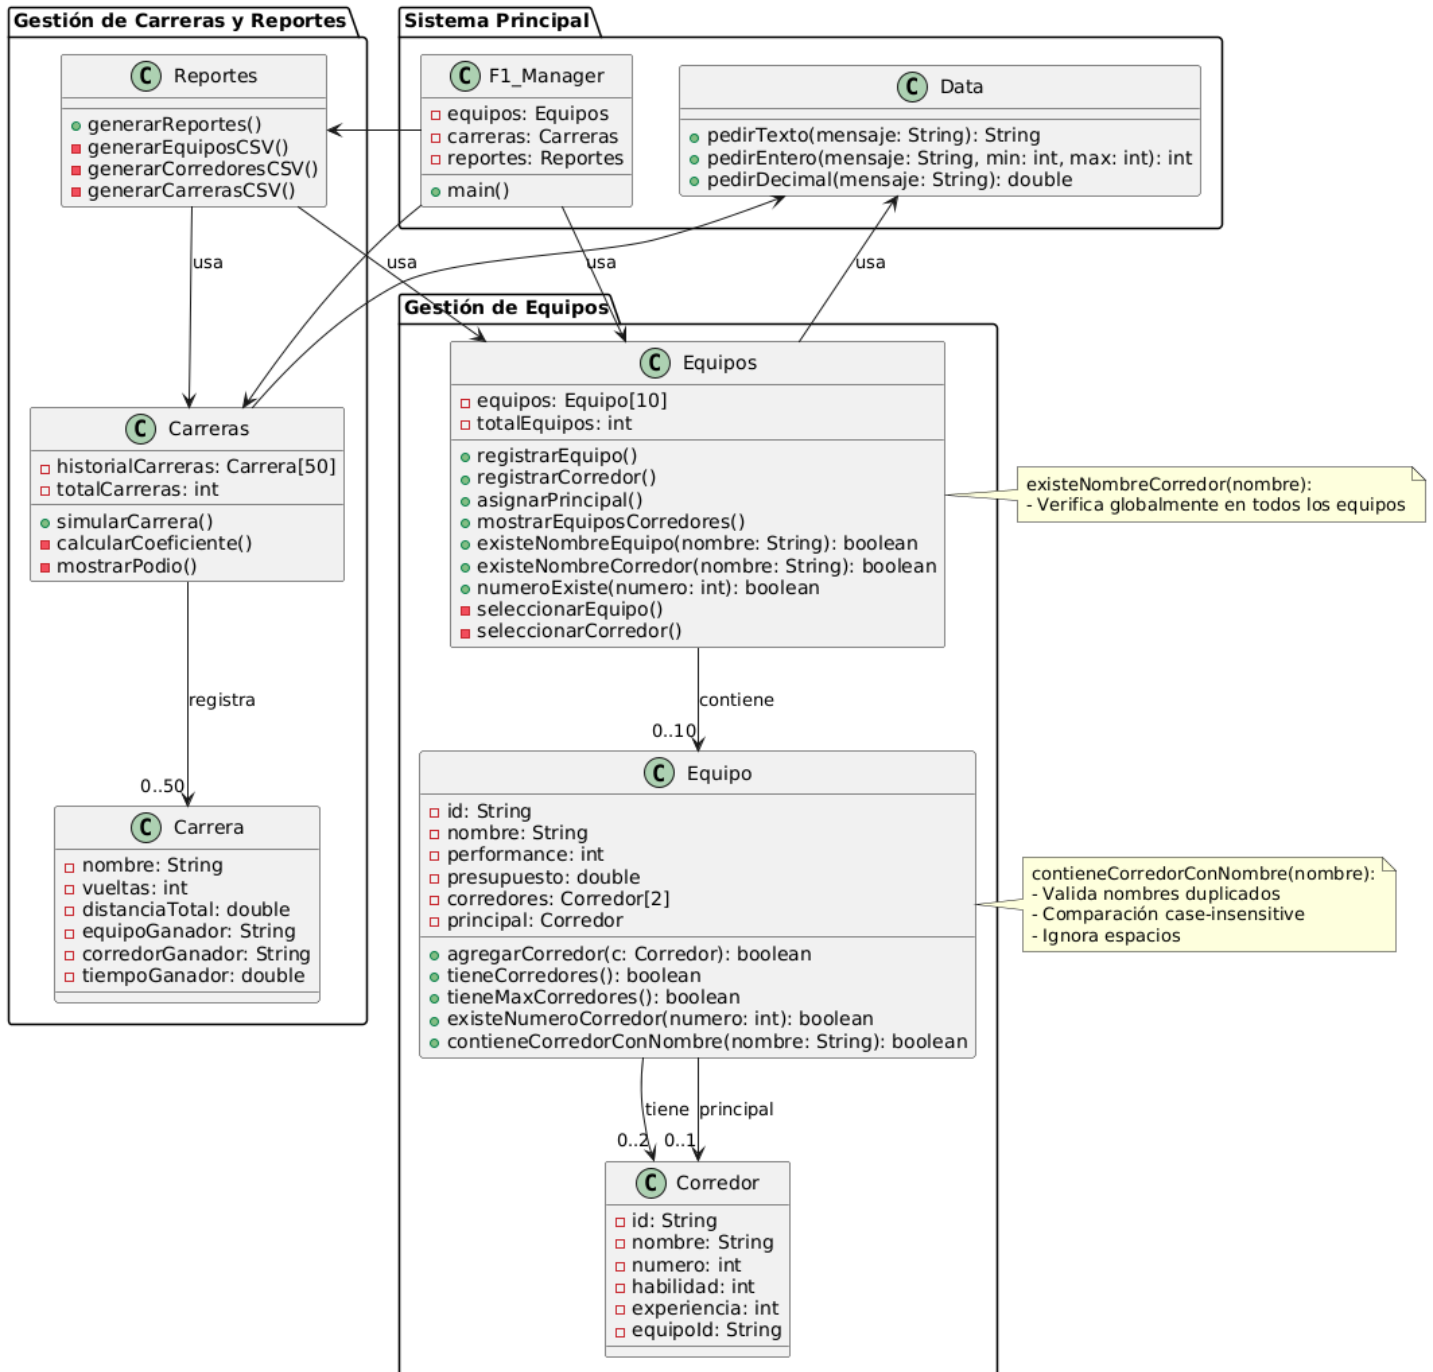 Gestión de Carreras y Reportes
C Reportes
generarReportes()
generarEquiposCSV()
generarCorredoresCSV()
generarCarrerasCSV()
Sistema Principal
C F1_Manager
equipos: Equipos
carreras: Carreras
reportes: Reportes
main()
C Data
pedirTexto(mensaje: String): String
pedirEntero(mensaje: String, min: int, max: int): int
pedirDecimal(mensaje: String): double
usa
usa
usa
usa
C Carreras
historialCarreras: Carrera[50]
totalCarreras: int
simularCarrera()
calcularCoeficiente()
mostrarPodio()
registra
0..50
C Carrera
nombre: String
vueltas: int
distanciaTotal: double
equipoGanador: String
corredorGanador: String
tiempoGanador: double
Gestión de Equipos
C Equipos
equipos: Equipo[10]
totalEquipos: int
registrarEquipo()
registrarCorredor()
asignarPrincipal()
mostrarEquiposCorredores()
existeNombreEquipo(nombre: String): boolean
existeNombreCorredor(nombre: String): boolean
numeroExiste(numero: int): boolean
seleccionarEquipo()
seleccionarCorredor()
existeNombreCorredor(nombre):
- Verifica globalmente en todos los equipos
contiene
0..10
C Equipo
id: String
nombre: String
performance: int
presupuesto: double
corredores: Corredor[2]
principal: Corredor
agregarCorredor(c: Corredor): boolean
tieneCorredores(): boolean
tieneMaxCorredores(): boolean
existeNumeroCorredor(numero: int): boolean
contieneCorredorConNombre(nombre: String): boolean
contieneCorredorConNombre(nombre):
- Valida nombres duplicados
- Comparación case-insensitive
- Ignora espacios
tiene
principal
0..2
0..1
C Corredor
id: String
nombre: String
numero: int
habilidad: int
experiencia: int
equipoId: String